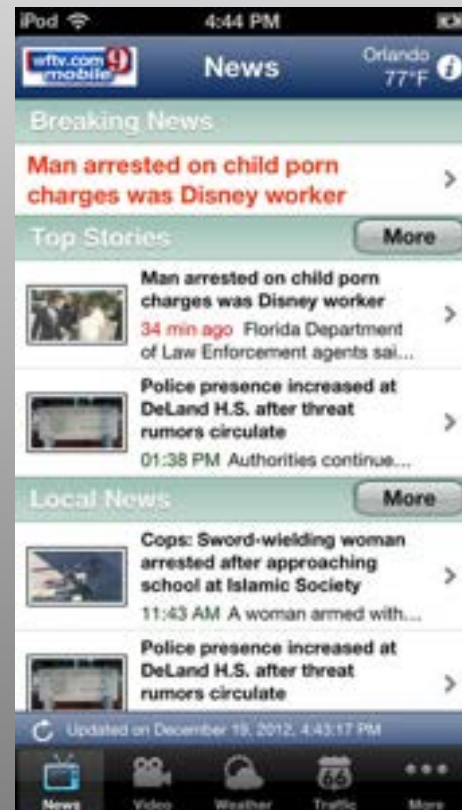 iPod 4:44 PM
wftv.com 9
mobile
News
Orlando
77°F i
Breaking News
Man arrested on child porn
charges was Disney worker
Top Stories More
Man arrested on child porn
charges was Disney worker
34 min ago Florida Department
of Law Enforcement agents sai...
Police presence increased at
DeLand H.S. after threat
rumors circulate
01:38 PM Authorities continue...
Local News More
Cops: Sword-wielding woman
arrested after approaching
school at Islamic Society
11:43 AM A woman armed with...
Police presence increased at
DeLand H.S. after threat
rumors circulate
Updated on December 19, 2012, 4:43:17 PM
66
News Video Weather Traffic More